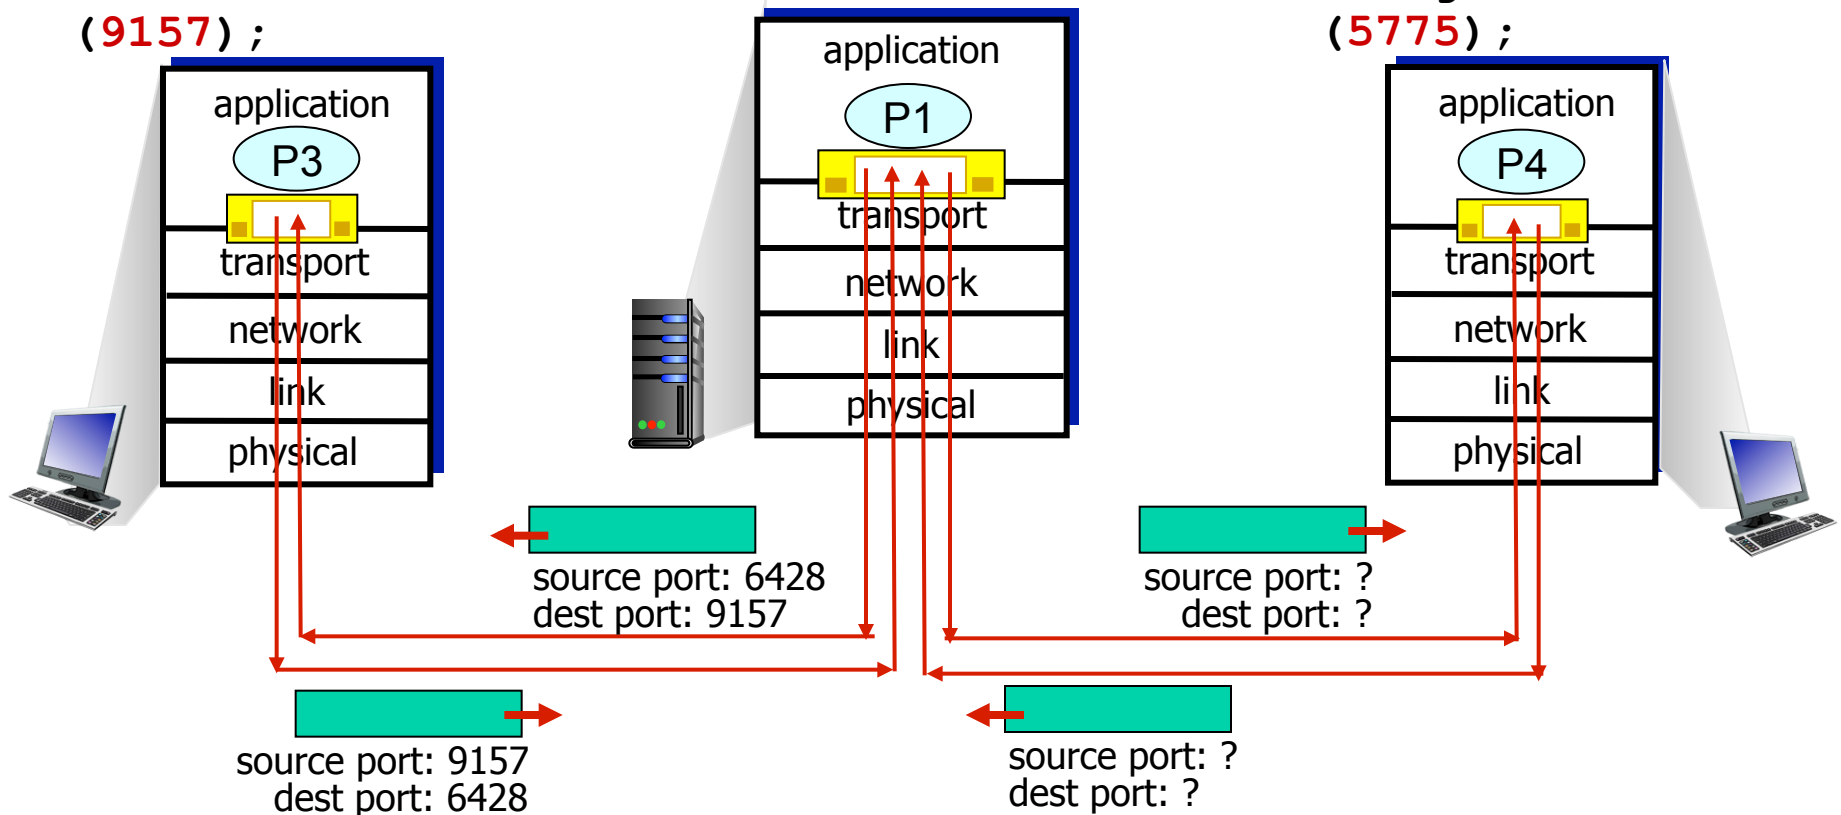 (9157);
application
P3
transport
network
link
physical
application
P1
transport
network
link
physical
(5775);
application
P4
transport
network
link
physical
source port: 6428
dest port: 9157
source port: ?
dest port: ?
source port: 9157
dest port: 6428
source port: ?
dest port: ?